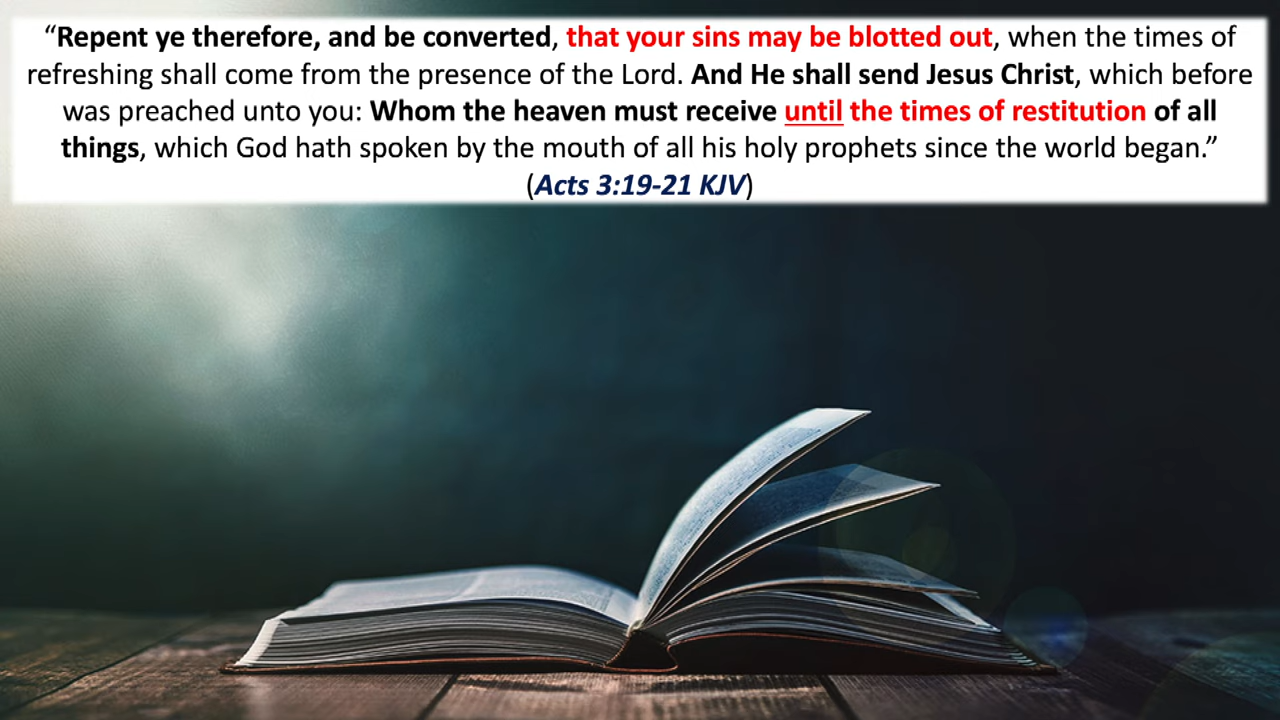 “Repent ye therefore, and be converted, that your sins may be blotted out, when the times of
refreshing shall come from the presence of the Lord. And He shall send Jesus Christ, which before
was preached unto you: Whom the heaven must receive until the times of restitution of all
things, which God hath spoken by the mouth of all his holy prophets since the world began.”
(Acts 3:19-21 KJV)